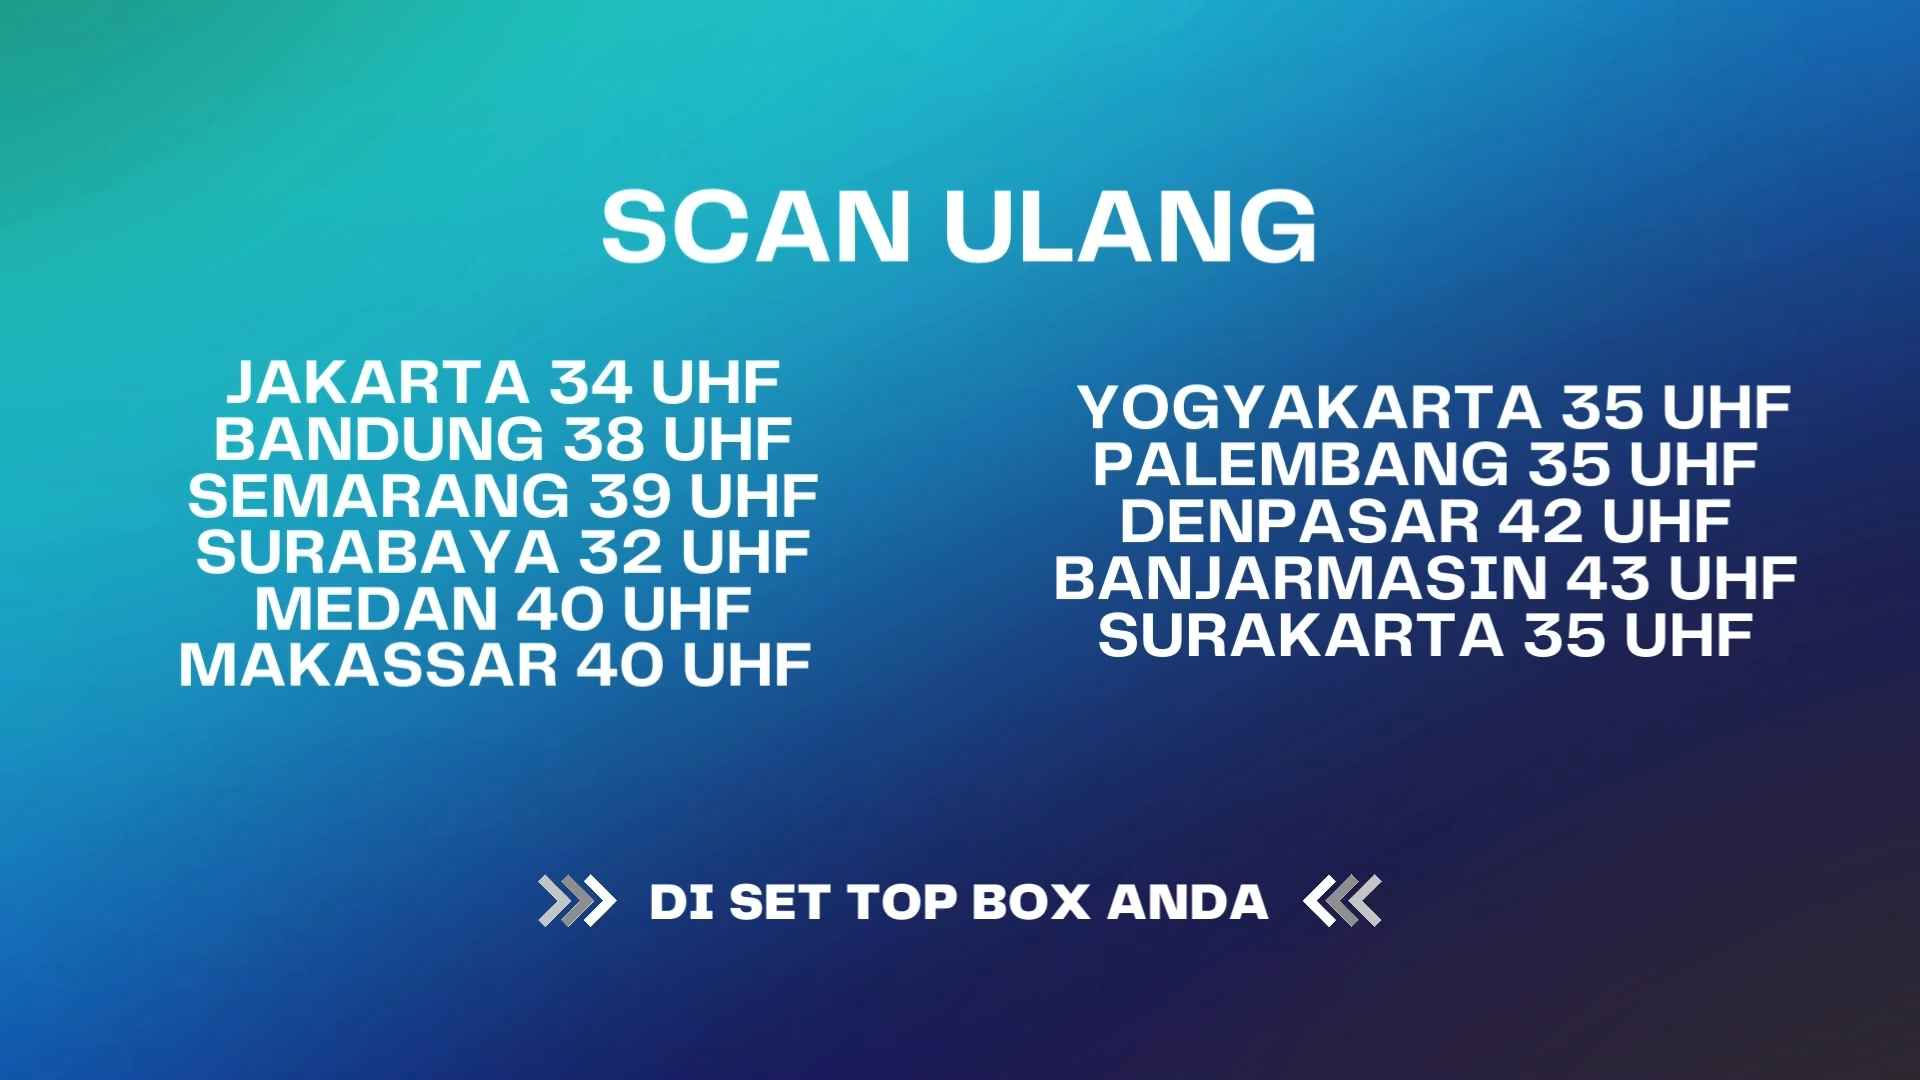 SCAN ULANG
JAKARTA 34 UHF
BANDUNG 38 UHF
SEMARANG 39 UHF
SURABAYA 32 UHF
MEDAN 40 UHF
MAKASSAR 40 UHF
YOGYAKARTA 35 UHF
PALEMBANG 35 UHF
DENPASAR 42 UHF
BANJARMASIN 43 UHF
SURAKARTA 35 UHF
DI SET TOP BOX ANDA